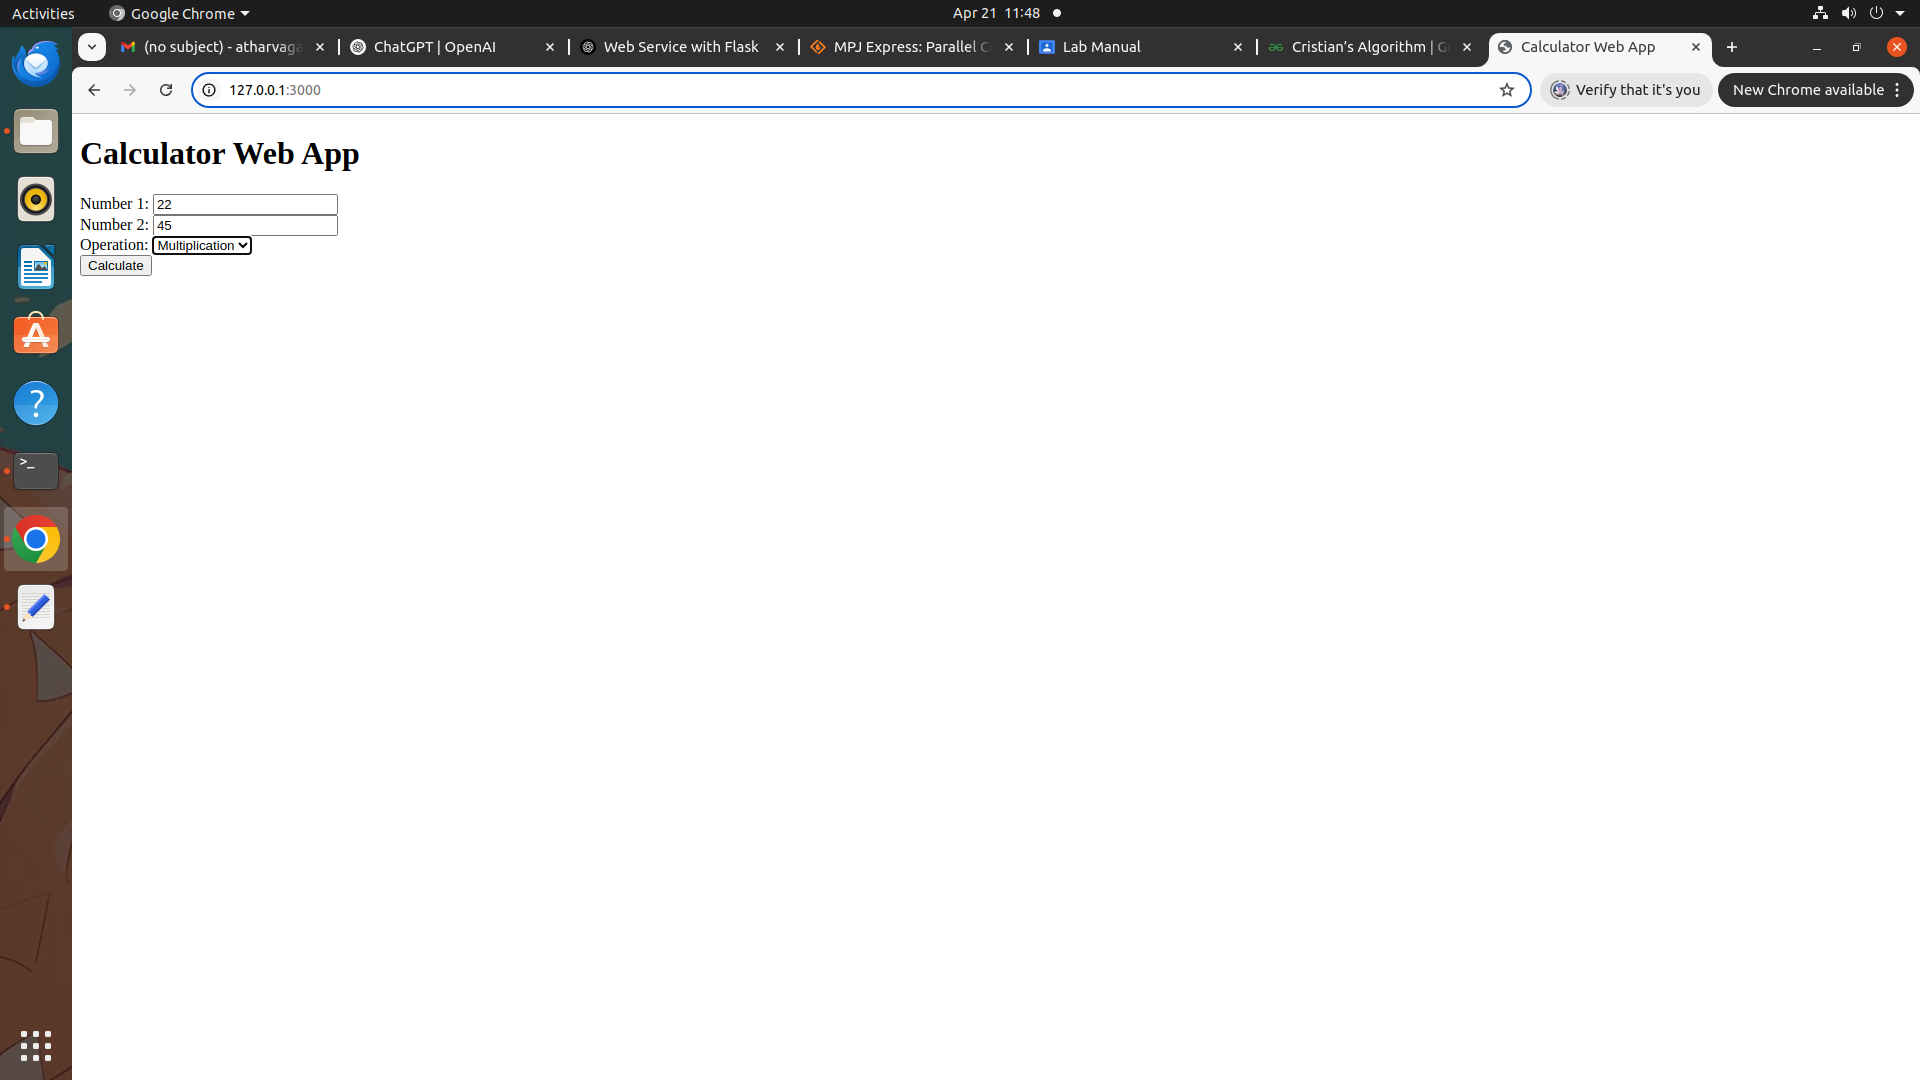 Activities
Google Chrome
Apr 21 11:48
(no subject) - atharvaga
ChatGPT | OpenAI
Web Service with Flask
MPJ Express: Parallel C
Lab Manual
Cristian’s Algorithm | G
Calculator Web App
127.0.0.1:3000
Verify that it's you
New Chrome available
Calculator Web App
Number 1: 22
Number 2: 45
Operation: Multiplication
Calculate